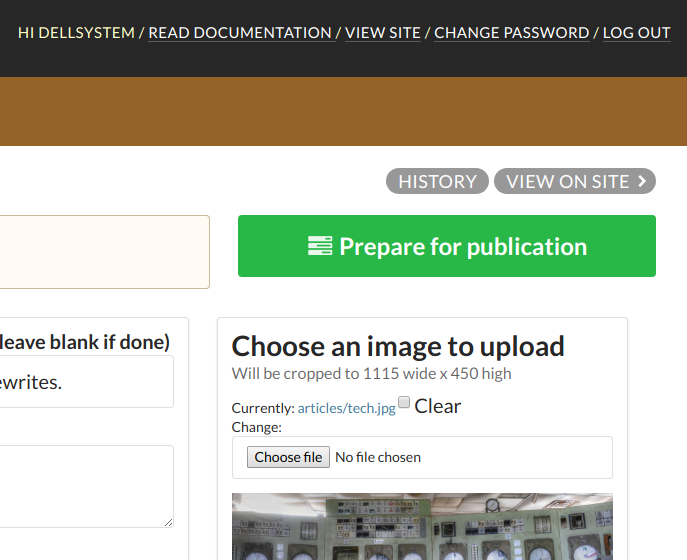 HI DELLSYSTEM / READ DOCUMENTATION / VIEW SITE / CHANGE PASSWORD / LOG OUT
HISTORY
VIEW ON SITE
Prepare for publication
leave blank if done)
ewrites.
Choose an image to upload
Will be cropped to 1115 wide x 450 high
Currently: articles/tech.jpg Clear
Change:
Choose file No file chosen